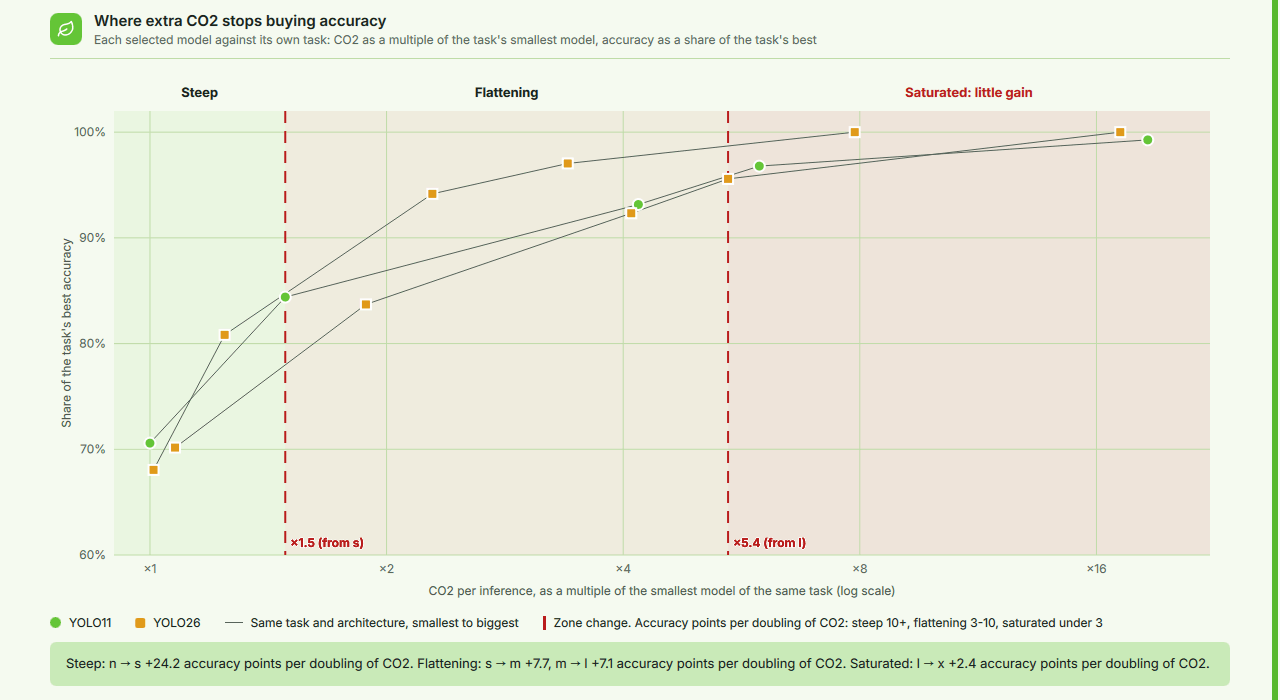 Where extra CO2 stops buying accuracy
Each selected model against its own task: CO2 as a multiple of the task's smallest model, accuracy as a share of the task's best
Steep
Flattening
Saturated: little gain
Share of the task's best accuracy
100%
90%
80%
70%
60%
×1.5 (from s)
×5.4 (from l)
×1
×2
×4
×8
×16
CO2 per inference, as a multiple of the smallest model of the same task (log scale)
YOLO11
YOLO26
Same task and architecture, smallest to biggest
Zone change. Accuracy points per doubling of CO2: steep 10+, flattening 3-10, saturated under 3
Steep: n → s +24.2 accuracy points per doubling of CO2. Flattening: s → m +7.7, m → l +7.1 accuracy points per doubling of CO2. Saturated: l → x +2.4 accuracy points per doubling of CO2.